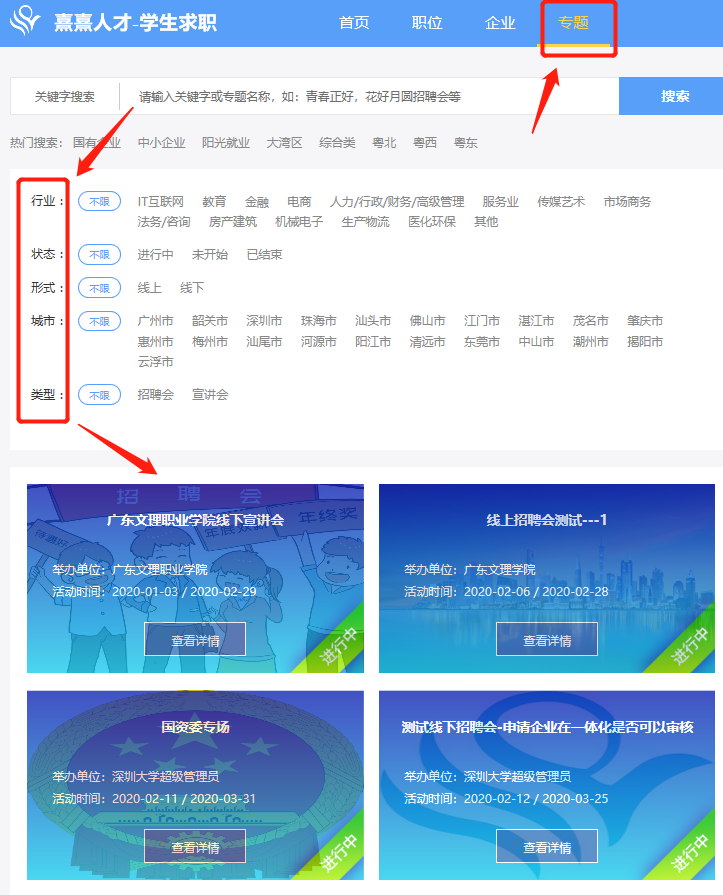 熹熹人才-学生求职 首页 职位 企业 专题
关键字搜索 请输入关键字或专题名称，如：青春正好，花好月圆招聘会等 搜索
热门搜索： 国有企业 中小企业 阳光就业 大湾区 综合类 粤北 粤西 粤东
行业： 不限 IT互联网 教育 金融 电商 人力/行政/财务/高级管理 服务业 传媒艺术 市场商务
法务/咨询 房产建筑 机械电子 生产物流 医化环保 其他
状态： 不限 进行中 未开始 已结束
形式： 不限 线上 线下
城市： 不限 广州市 韶关市 深圳市 珠海市 汕头市 佛山市 江门市 湛江市 茂名市 肇庆市
惠州市 梅州市 汕尾市 河源市 阳江市 清远市 东莞市 中山市 潮州市 揭阳市
云浮市
类型： 不限 招聘会 宣讲会
招 聘 会
广东文理职业学院线下宣讲会
待遇好
年底双薪
年终奖
举办单位：广东文理职业学院
活动时间：2020-01-03 / 2020-02-29
查看详情
进行中
线上招聘会测试---1
举办单位：广东文理学院
活动时间：2020-02-06 / 2020-02-28
查看详情
进行中
国资委专场
举办单位：深圳大学超级管理员
活动时间：2020-02-11 / 2020-03-31
查看详情
进行中
测试线下招聘会-申请企业在一体化是否可以审核
举办单位：深圳大学超级管理员
活动时间：2020-02-12 / 2020-03-25
查看详情
进行中